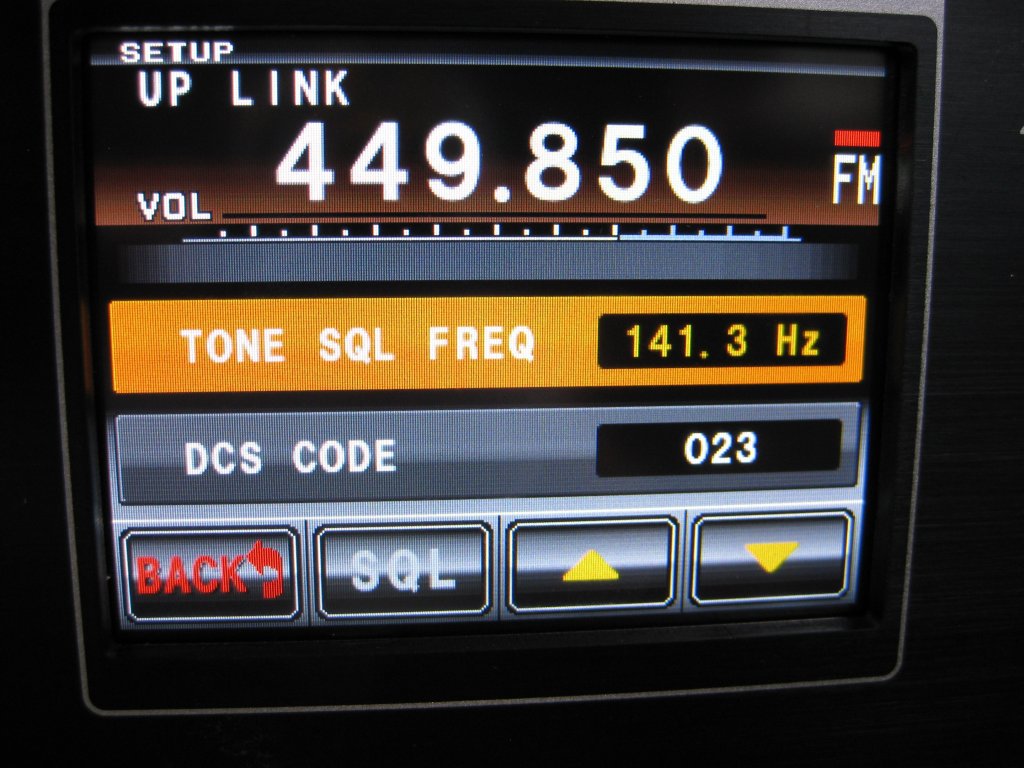 SETUP
UP LINK
449.850
FM
VOL
TONE SQL FREQ 141.3 Hz
DCS CODE 023
BACK SQL